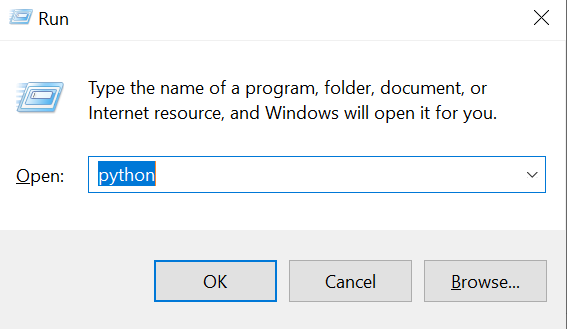 Run
Type the name of a program, folder, document, or
Internet resource, and Windows will open it for you.
Open: python
OK Cancel Browse...